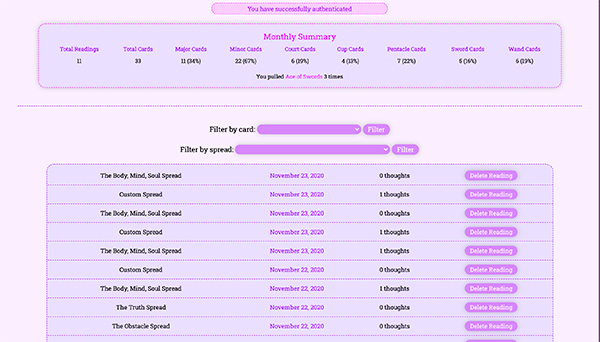 You have successfully authenticated
Monthly Summary
Total Readings Total Cards Major Cards Minor Cards Court Cards Cup Cards Pentacle Cards Sword Cards Wand Cards
11 33 11 (34%) 22 (67%) 6 (19%) 4 (13%) 7 (22%) 5 (16%) 6 (19%)
You pulled Ace of Swords 3 times
Filter by card: Filter
Filter by spread: Filter
The Body, Mind, Soul Spread November 23, 2020 0 thoughts Delete Reading
Custom Spread November 23, 2020 1 thoughts Delete Reading
The Body, Mind, Soul Spread November 23, 2020 0 thoughts Delete Reading
Custom Spread November 23, 2020 1 thoughts Delete Reading
The Body, Mind, Soul Spread November 23, 2020 1 thoughts Delete Reading
Custom Spread November 22, 2020 0 thoughts Delete Reading
The Body, Mind, Soul Spread November 22, 2020 1 thoughts Delete Reading
The Truth Spread November 22, 2020 0 thoughts Delete Reading
The Obstacle Spread November 22, 2020 0 thoughts Delete Reading